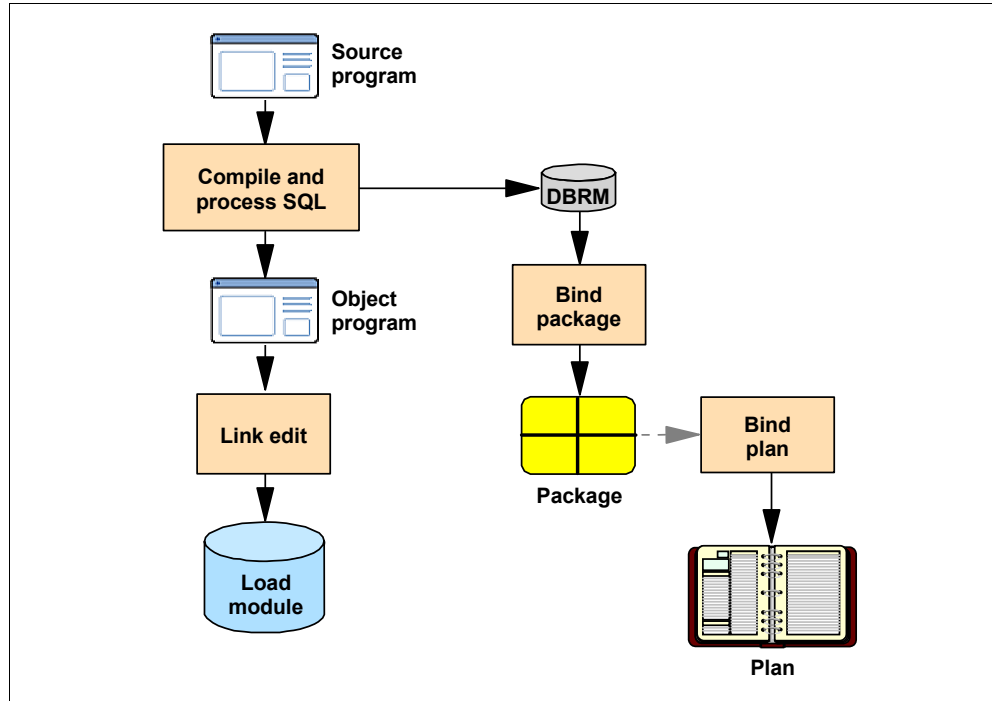 Source
program
Compile and
process SQL
DBRM
Object
program
Bind
package
Link edit
Bind
plan
Package
Load
module
Plan